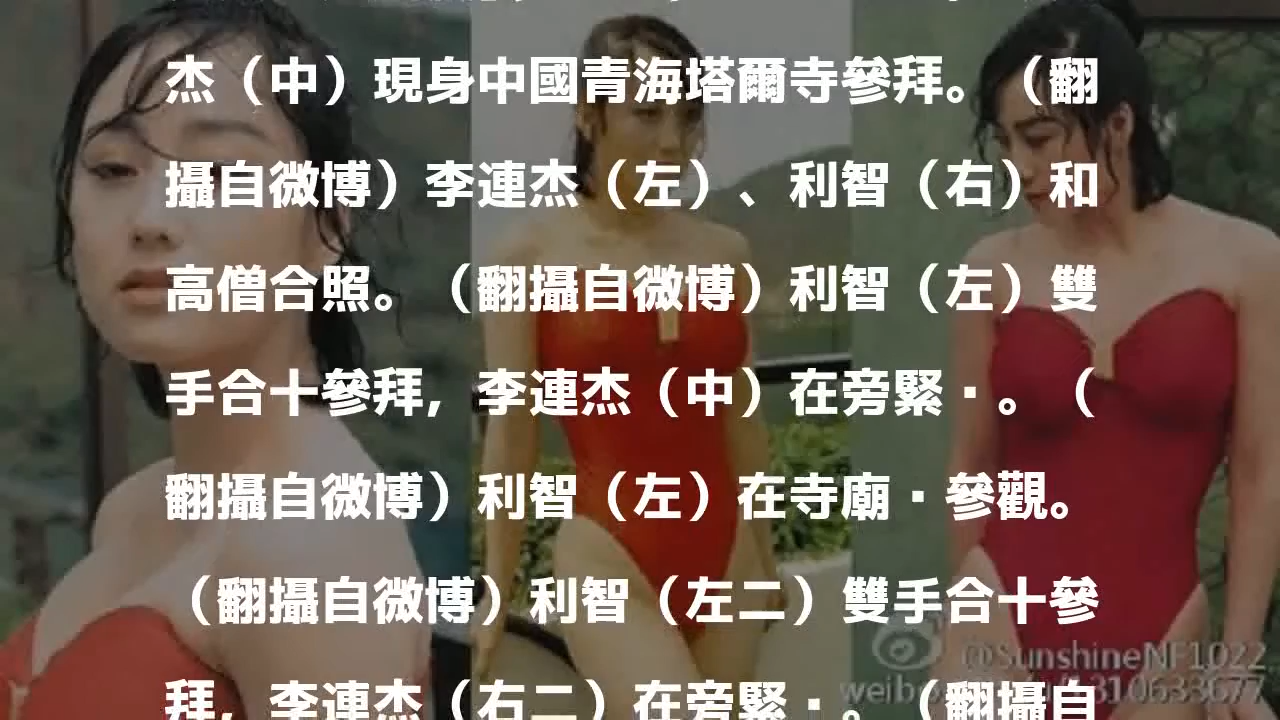 杰（中）現身中國青海塔爾寺參拜。（翻
攝自微博）李連杰（左）、利智（右）和
高僧合照。（翻攝自微博）利智（左）雙
手合十參拜，李連杰（中）在旁緊·。（
翻攝自微博）利智（左）在寺廟·參觀。
（翻攝自微博）利智（左二）雙手合十參
拜，李連杰（右二）在旁緊·。（翻攝自
@SunshineNF1022